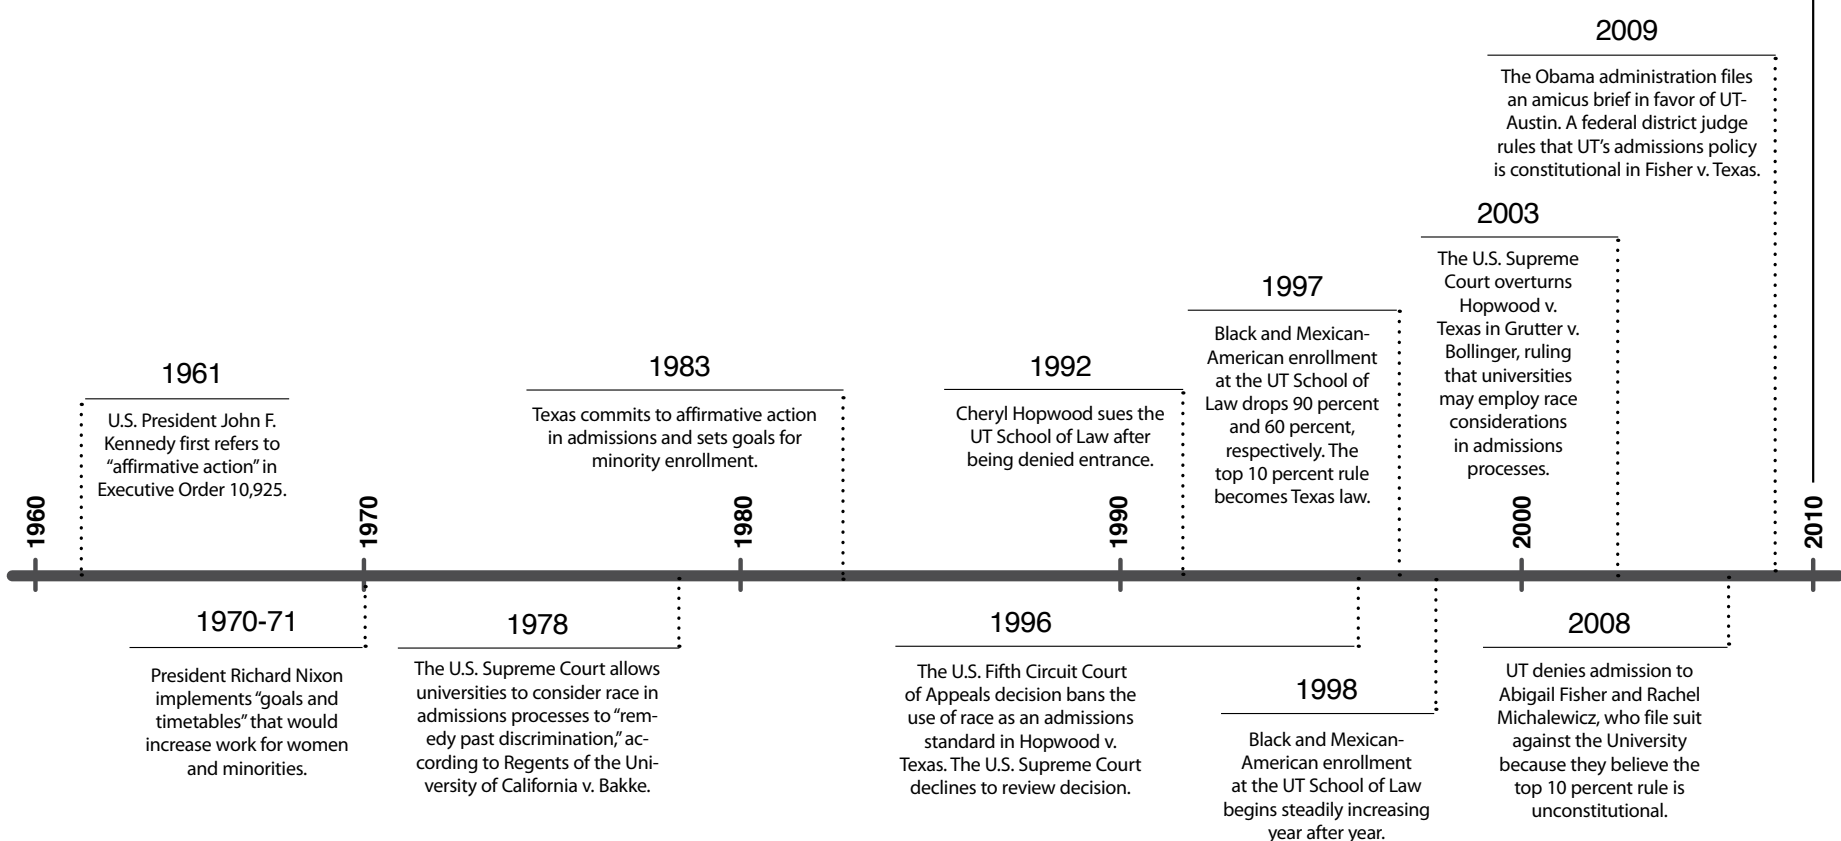 1961
U.S. President John F.
Kennedy first refers to
“affirmative action” in
Executive Order 10,925.
1983
Texas commits to affirmative action
in admissions and sets goals for
minority enrollment.
1992
Cheryl Hopwood sues the
UT School of Law after
being denied entrance.
1997
Black and Mexican-
American enrollment
at the UT School of
Law drops 90 percent
and 60 percent,
respectively. The
top 10 percent rule
becomes Texas law.
2003
The U.S. Supreme
Court overturns
Hopwood v.
Texas in Grutter v.
Bollinger, ruling
that universities
may employ race
considerations
in admissions
processes.
2009
The Obama administration files
an amicus brief in favor of UT-
Austin. A federal district judge
rules that UT’s admissions policy
is constitutional in Fisher v. Texas.
1960
1970
1980
1990
2000
2010
1970-71
President Richard Nixon
implements “goals and
timetables” that would
increase work for women
and minorities.
1978
The U.S. Supreme Court allows
universities to consider race in
admissions processes to “rem-
edy past discrimination,” ac-
cording to Regents of the Uni-
versity of California v. Bakke.
1996
The U.S. Fifth Circuit Court
of Appeals decision bans the
use of race as an admissions
standard in Hopwood v.
Texas. The U.S. Supreme Court
declines to review decision.
1998
Black and Mexican-
American enrollment
at the UT School of Law
begins steadily increasing
year after year.
2008
UT denies admission to
Abigail Fisher and Rachel
Michalewicz, who file suit
against the University
because they believe the
top 10 percent rule is
unconstitutional.